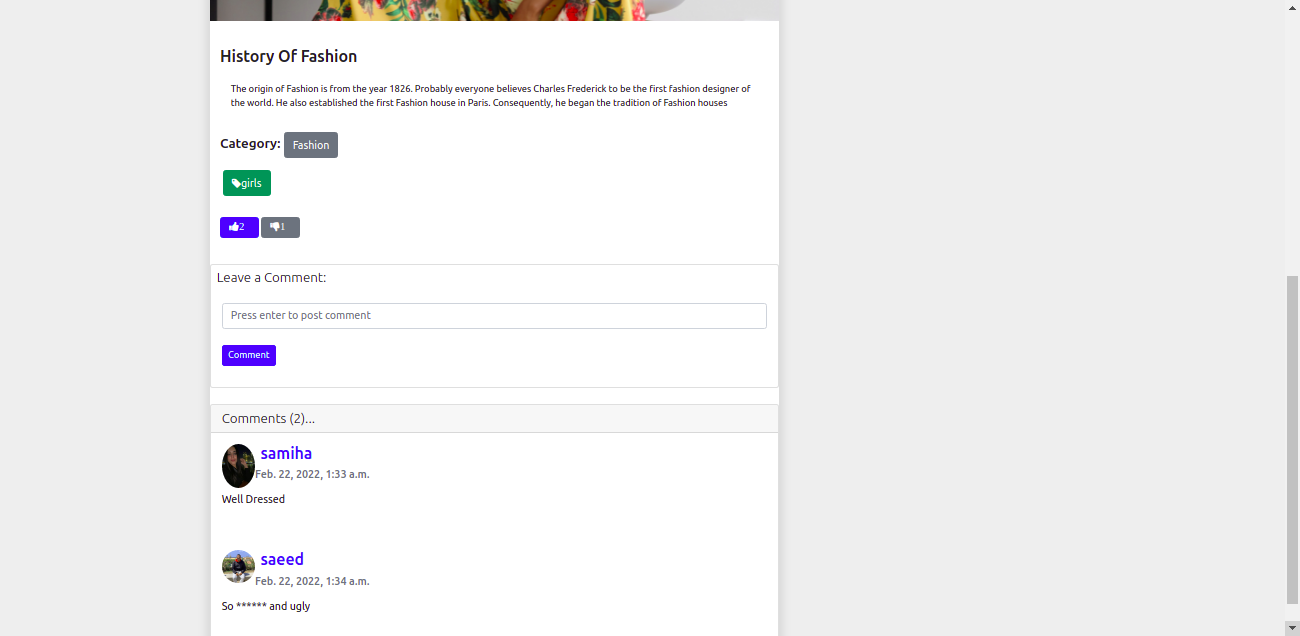 History Of Fashion
The origin of Fashion is from the year 1826. Probably everyone believes Charles Frederick to be the first fashion designer of
the world. He also established the first Fashion house in Paris. Consequently, he began the tradition of Fashion houses
Category: Fashion
girls
2 1
Leave a Comment:
Press enter to post comment
Comment
Comments (2)...
samiha
Feb. 22, 2022, 1:33 a.m.
Well Dressed
saeed
Feb. 22, 2022, 1:34 a.m.
So ****** and ugly